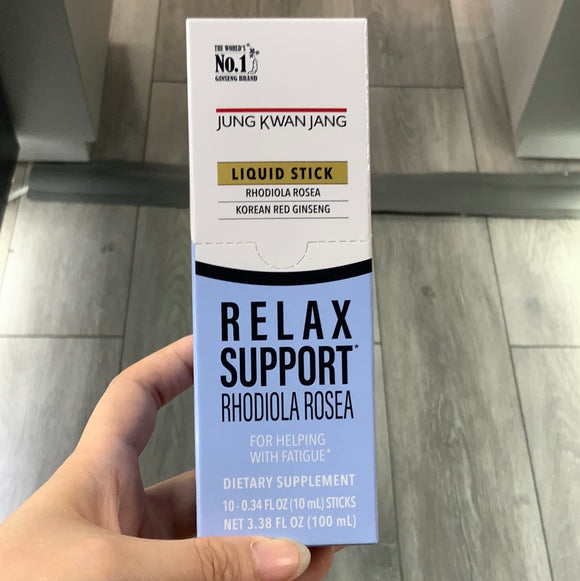 THE WORLD'S*
No.1
GINSENG BRAND
JUNG KWAN JANG
LIQUID STICK
RHODIOLA ROSEA
KOREAN RED GINSENG
RELAX
SUPPORT*
RHODIOLA ROSEA
FOR HELPING
WITH FATIGUE*
DIETARY SUPPLEMENT
10 - 0.34 FL OZ (10 mL) STICKS
NET 3.38 FL OZ (100 mL)